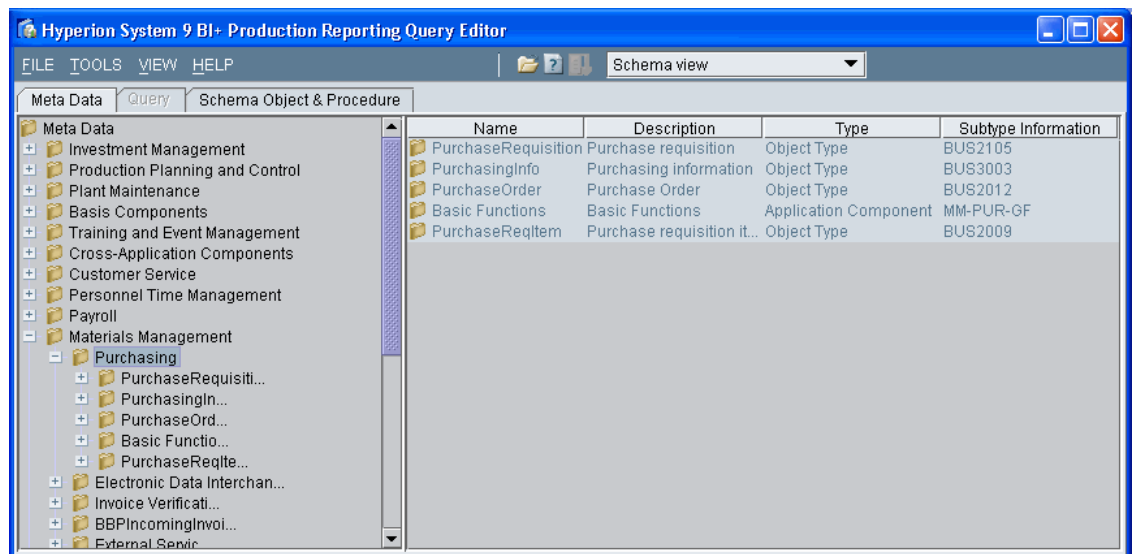 Hyperion System 9 BI+ Production Reporting Query Editor
FILE TOOLS VIEW HELP
Schema view
Meta Data Query Schema Object & Procedure
Meta Data
Investment Management
Production Planning and Control
Plant Maintenance
Basis Components
Training and Event Management
Cross-Application Components
Customer Service
Personnel Time Management
Payroll
Materials Management
Purchasing
PurchaseRequisiti...
PurchasingIn...
PurchaseOrd...
Basic Functio...
PurchaseReqIte...
Electronic Data Interchan...
Invoice Verificati...
BBPIncomingInvoi...
External Servic
Name Description Type Subtype Information
PurchaseRequisition Purchase requisition Object Type BUS2105
PurchasingInfo Purchasing information Object Type BUS3003
PurchaseOrder Purchase Order Object Type BUS2012
Basic Functions Basic Functions Application Component MM-PUR-GF
PurchaseReqItem Purchase requisition it... Object Type BUS2009